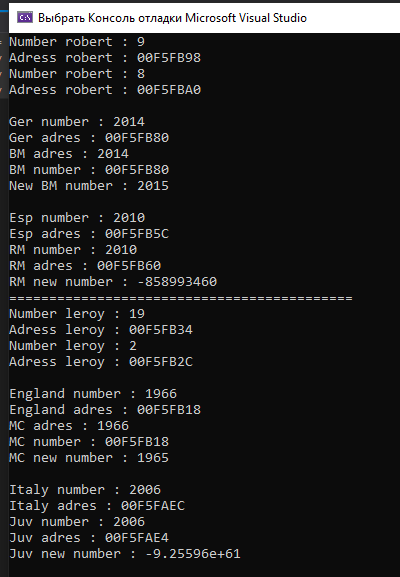 Выбрать Консоль отладки Microsoft Visual Studio
Number robert : 9
Adress robert : 00F5FB98
Number robert : 8
Adress robert : 00F5FBA0
Ger number : 2014
Ger adres : 00F5FB80
BM adres : 2014
BM number : 00F5FB80
New BM number : 2015
Esp number : 2010
Esp adres : 00F5FB5C
RM number : 2010
RM adres : 00F5FB60
RM new number : -858993460
===========================================
Number leroy : 19
Adress leroy : 00F5FB34
Number leroy : 2
Adress leroy : 00F5FB2C
England number : 1966
England adres : 00F5FB18
MC adres : 1966
MC number : 00F5FB18
MC new number : 1965
Italy number : 2006
Italy adres : 00F5FAEC
Juv number : 2006
Juv adres : 00F5FAE4
Juv new number : -9.25596e+61